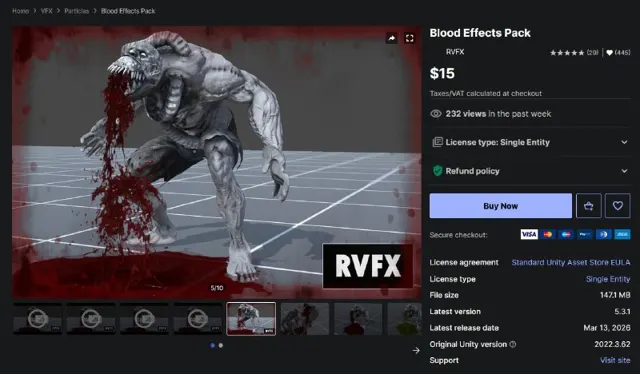 Home > VFX > Particles > Blood Effects Pack
RVFX
5/10
Blood Effects Pack
RVFX
★★★★★ (29) | ♥ (445)
$15
Taxes/VAT calculated at checkout
232 views in the past week
License type: Single Entity
Refund policy
Buy Now
Secure checkout:
VISA
License agreement Standard Unity Asset Store EULA
License type Single Entity
File size 147.1 MB
Latest version 5.3.1
Latest release date Mar 13, 2026
Original Unity version 2022.3.62
Support Visit site